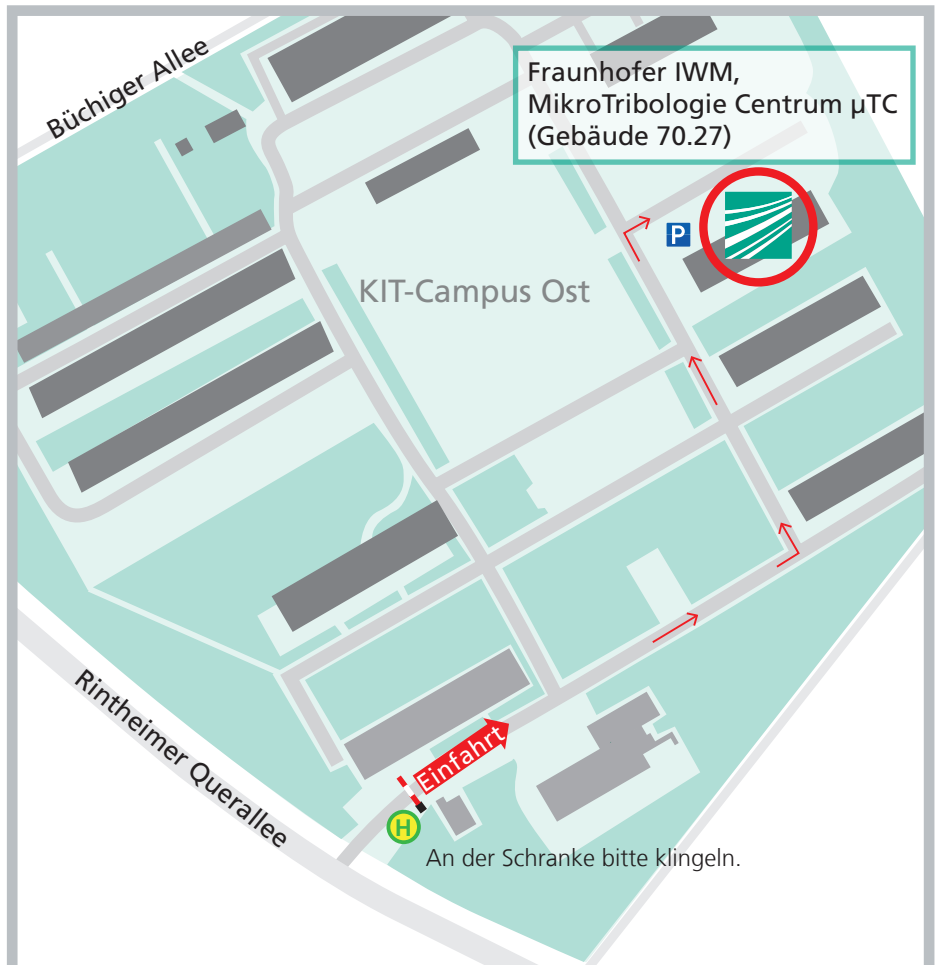 Büchiger Allee
Fraunhofer IWM,
MikroTribologie Centrum µTC
(Gebäude 70.27)
P
KIT-Campus Ost
Rintheimer Querallee
Einfahrt
H
An der Schranke bitte klingeln.